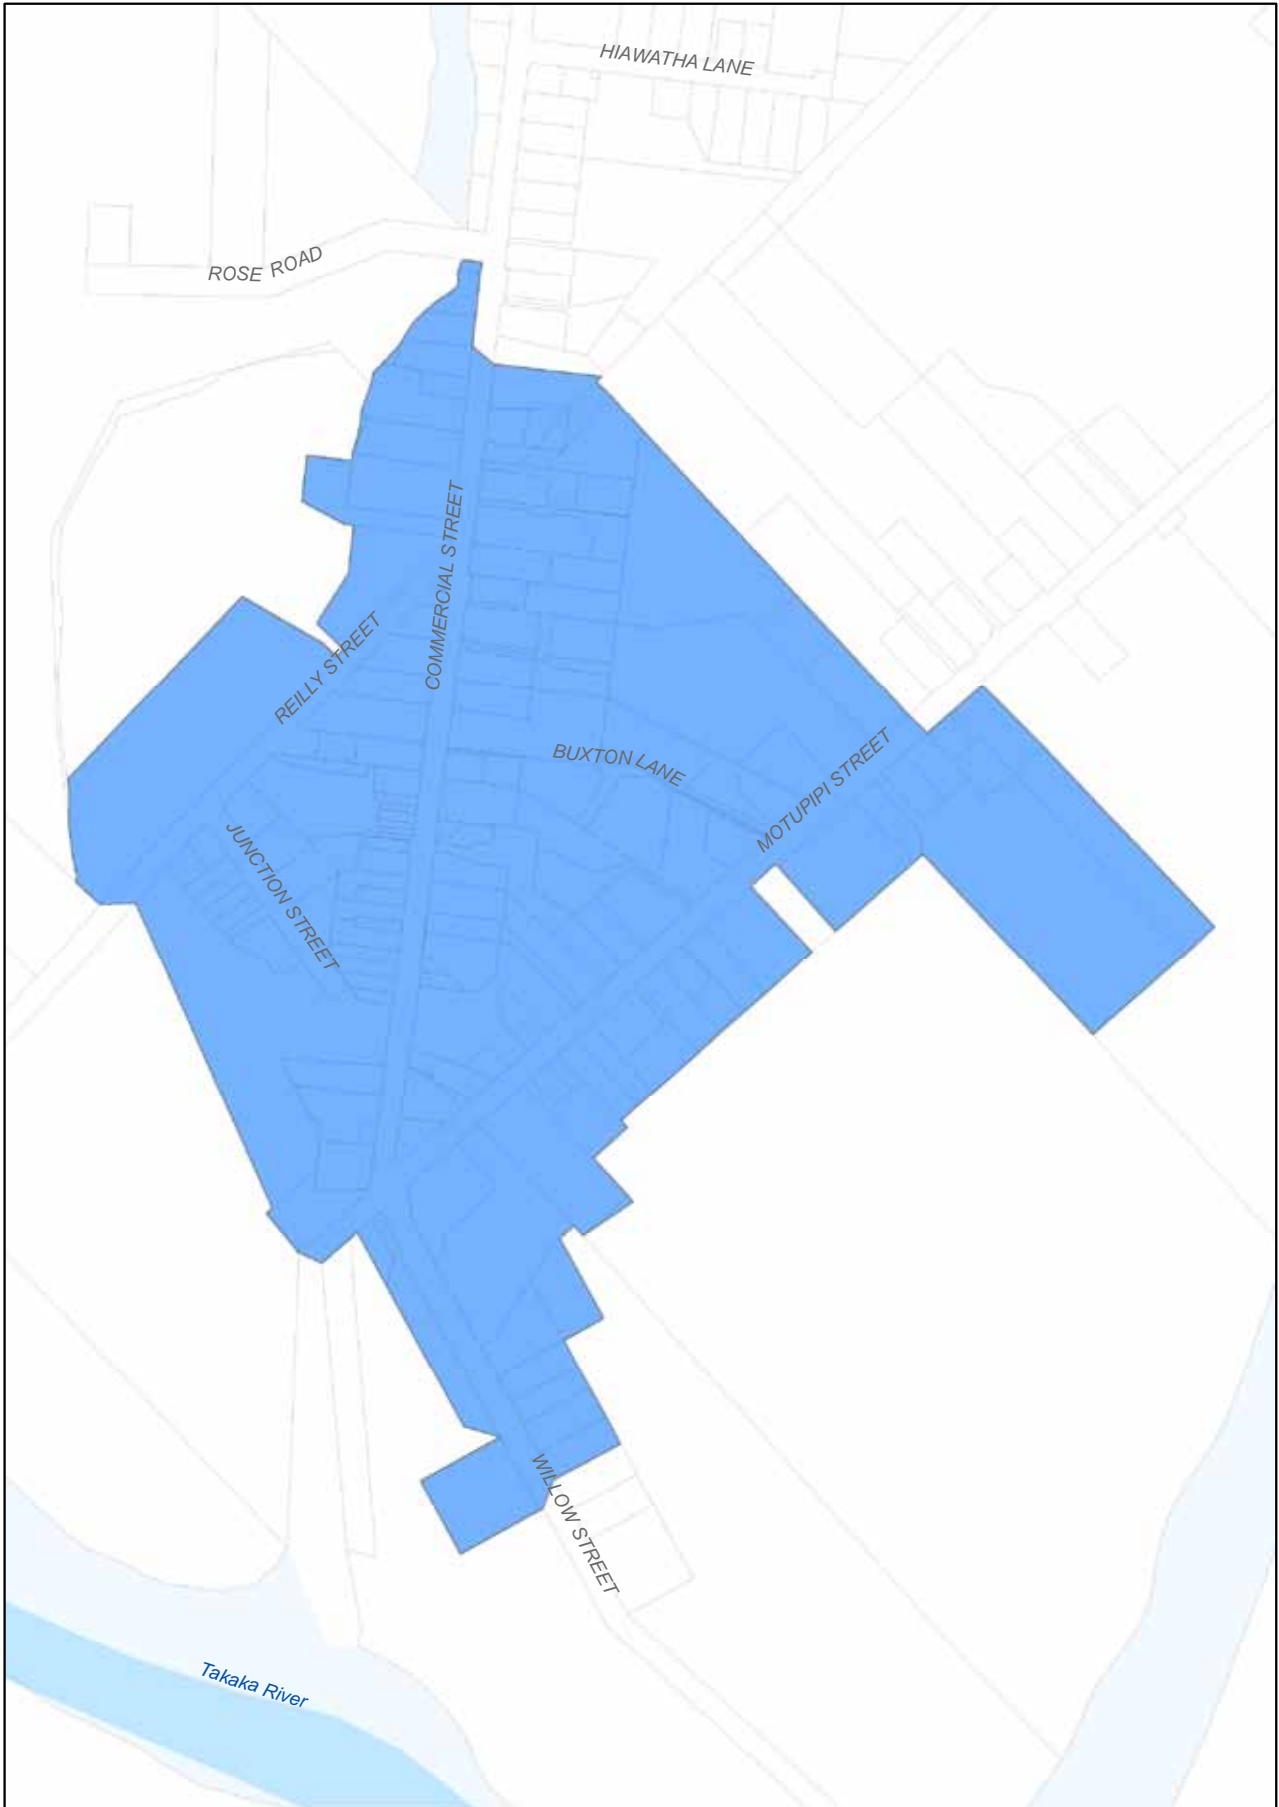 HIAWATHA LANE
ROSE ROAD
COMMERCIAL STREET
REILLY STREET
BUXTON LANE
MOTUPIPI STREET
JUNCTION STREET
WILLOW STREET
Takaka River